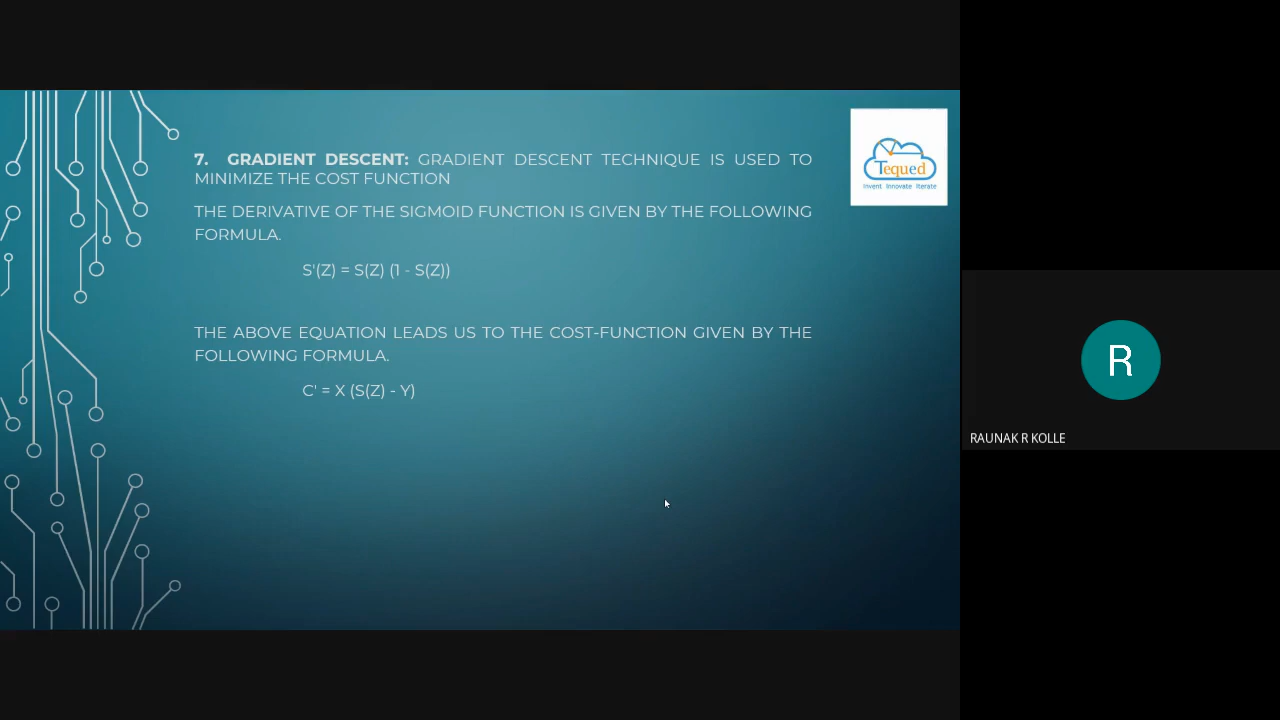 7. GRADIENT DESCENT: GRADIENT DESCENT TECHNIQUE IS USED TO
MINIMIZE THE COST FUNCTION
THE DERIVATIVE OF THE SIGMOID FUNCTION IS GIVEN BY THE FOLLOWING
FORMULA.
S'(Z) = S(Z) (1 - S(Z))
THE ABOVE EQUATION LEADS US TO THE COST-FUNCTION GIVEN BY THE
FOLLOWING FORMULA.
C' = X (S(Z) - Y)
Tequed
Invent Innovate Iterate
R
RAUNAK R KOLLE